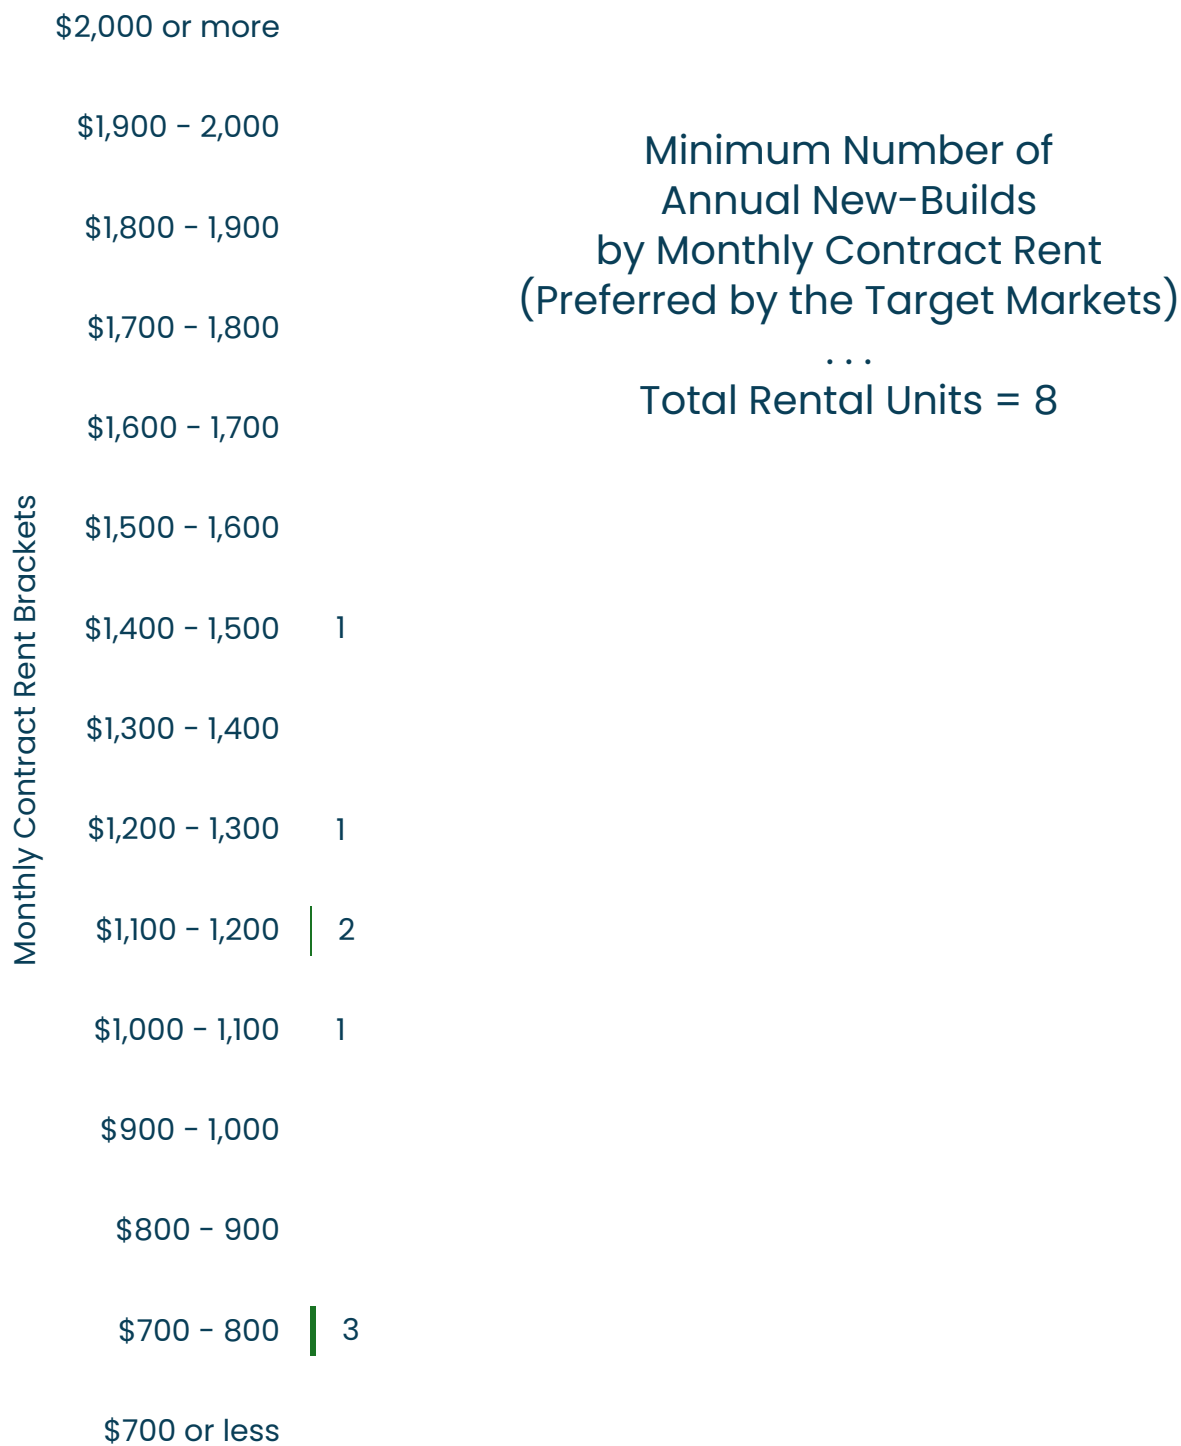 $2,000 or more
$1,900 - 2,000
Minimum Number of
Annual New-Builds
by Monthly Contract Rent
(Preferred by the Target Markets)
. . .
Total Rental Units = 8
$1,800 - 1,900
$1,700 - 1,800
$1,600 - 1,700
Monthly Contract Rent Brackets
$1,500 - 1,600
$1,400 - 1,500 1
$1,300 - 1,400
$1,200 - 1,300 1
$1,100 - 1,200 2
$1,000 - 1,100 1
$900 - 1,000
$800 - 900
$700 - 800 3
$700 or less